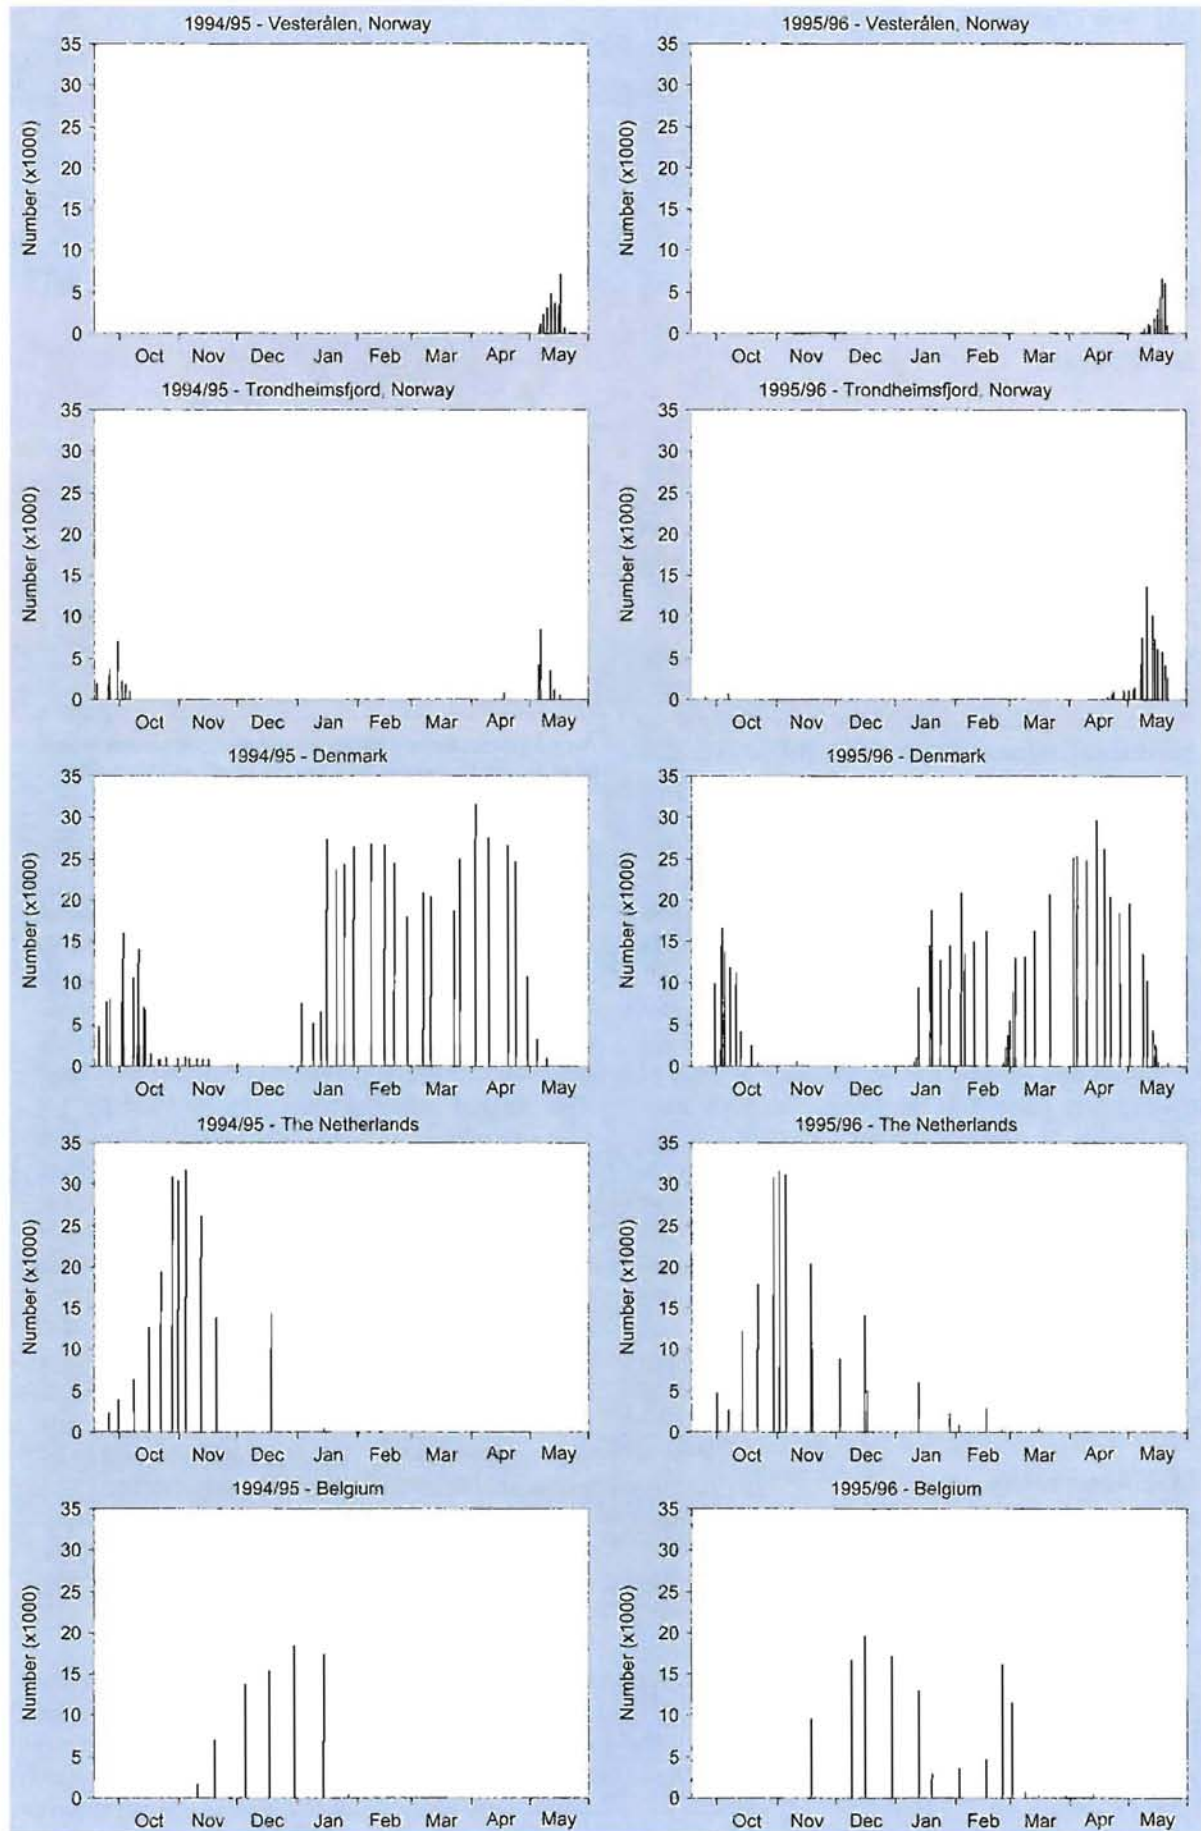 1994/95 - Vesterålen, Norway
1995/96 - Vesterålen, Norway
Number (x1000)
35
30
25
20
15
10
5
0
Oct Nov Dec Jan Feb Mar Apr May
Number (x1000)
35
30
25
20
15
10
5
0
Oct Nov Dec Jan Feb Mar Apr May
1994/95 - Trondheimsfjord, Norway
1995/96 - Trondheimsfjord, Norway
Number (x1000)
35
30
25
20
15
10
5
0
Oct Nov Dec Jan Feb Mar Apr May
Number (x1000)
35
30
25
20
15
10
5
0
Oct Nov Dec Jan Feb Mar Apr May
1994/95 - Denmark
1995/96 - Denmark
Number (x1000)
35
30
25
20
15
10
5
0
Oct Nov Dec Jan Feb Mar Apr May
Number (x1000)
35
30
25
20
15
10
5
0
Oct Nov Dec Jan Feb Mar Apr May
1994/95 - The Netherlands
1995/96 - The Netherlands
Number (x1000)
35
30
25
20
15
10
5
0
Oct Nov Dec Jan Feb Mar Apr May
Number (x1000)
35
30
25
20
15
10
5
0
Oct Nov Dec Jan Feb Mar Apr May
1994/95 - Belgium
1995/96 - Belgium
Number (x1000)
35
30
25
20
15
10
5
0
Oct Nov Dec Jan Feb Mar Apr May
Number (x1000)
35
30
25
20
15
10
5
0
Oct Nov Dec Jan Feb Mar Apr May